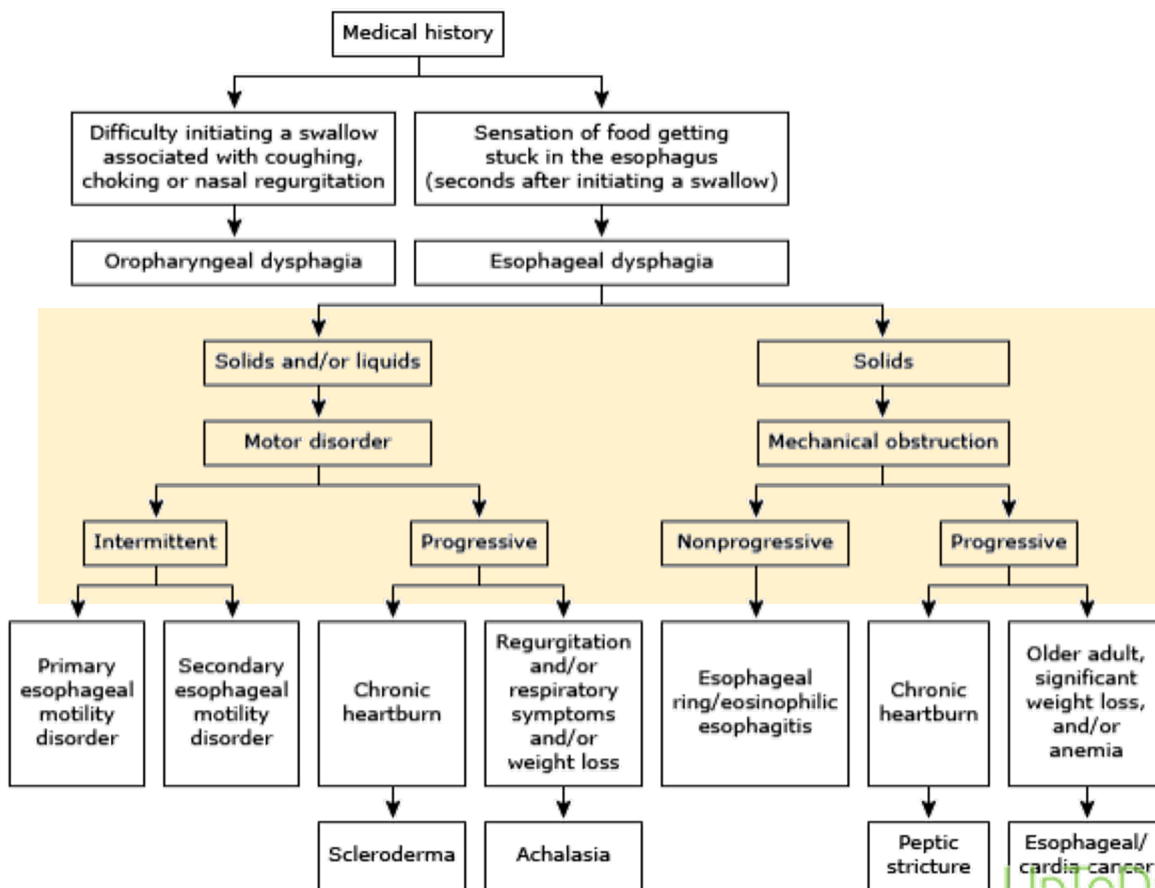 Medical history
Difficulty initiating a swallow
associated with coughing,
choking or nasal regurgitation
Sensation of food getting
stuck in the esophagus
(seconds after initiating a swallow)
Oropharyngeal dysphagia
Esophageal dysphagia
Solids and/or liquids
Solids
Motor disorder
Mechanical obstruction
Intermittent
Progressive
Nonprogressive
Progressive
Primary
esophageal
motility
disorder
Secondary
esophageal
motility
disorder
Chronic
heartburn
Regurgitation
and/or
respiratory
symptoms
and/or
weight loss
Esophageal
ring/eosinophilic
esophagitis
Chronic
heartburn
Older adult,
significant
weight loss,
and/or
anemia
Scleroderma
Achalasia
Peptic
stricture
Esophageal/
cardia cancer